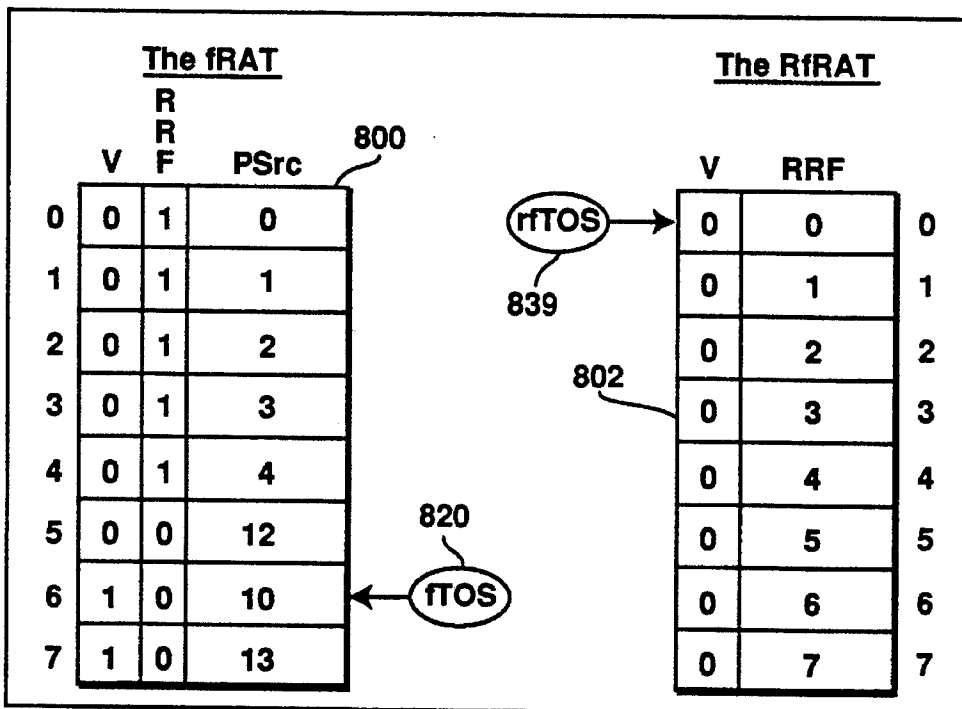 The fRAT
The RfRAT
R
R
V F PSrc
800
V RRF
0 0 1 0
rfTOS
0 0 0
1 0 1 1
839
0 1 1
2 0 1 2
0 2 2
3 0 1 3
802
0 3 3
4 0 1 4
0 4 4
5 0 0 12
820
0 5 5
6 1 0 10
fTOS
0 6 6
7 1 0 13
0 7 7